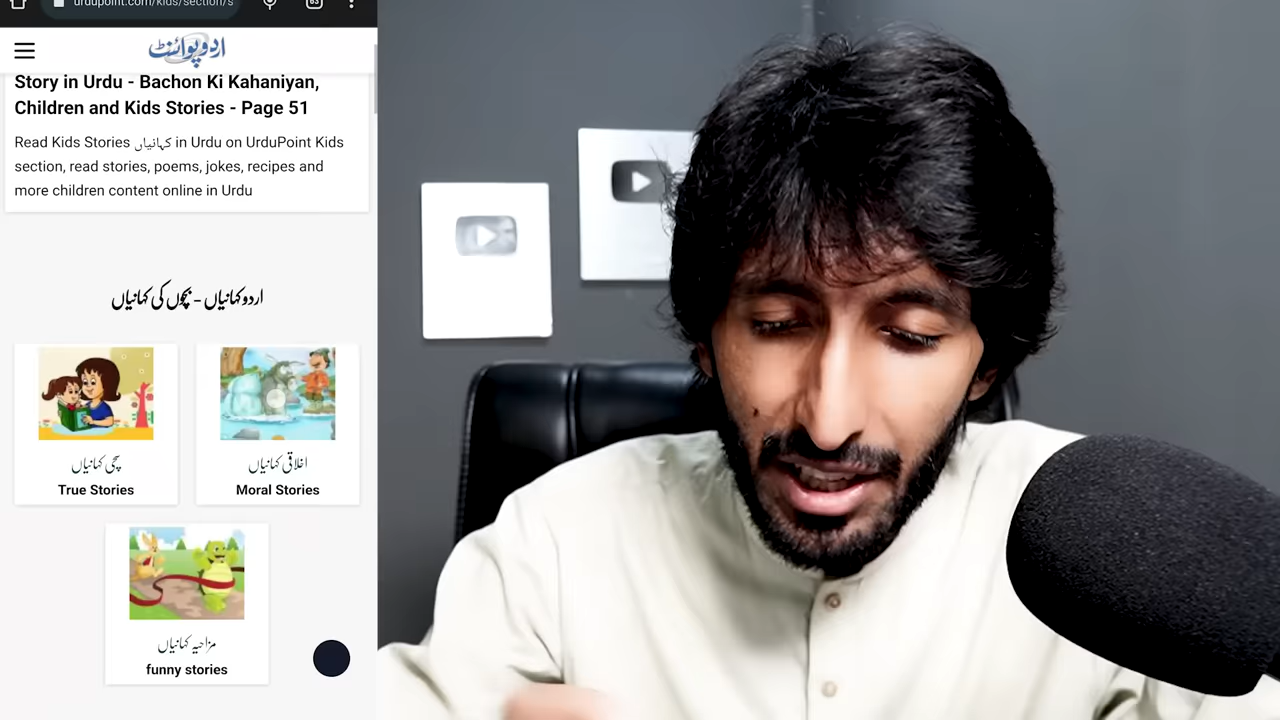 urdupoint.com/kids/section/s
63
اردوپوائنٹ
Story in Urdu - Bachon Ki Kahaniyan,
Children and Kids Stories - Page 51
Read Kids Stories کہانیاں in Urdu on UrduPoint Kids
section, read stories, poems, jokes, recipes and
more children content online in Urdu
اردو کہانیاں - بچوں کی کہانیاں
سچی کہانیاں
True Stories
اخلاقی کہانیاں
Moral Stories
مزاحیہ کہانیاں
funny stories